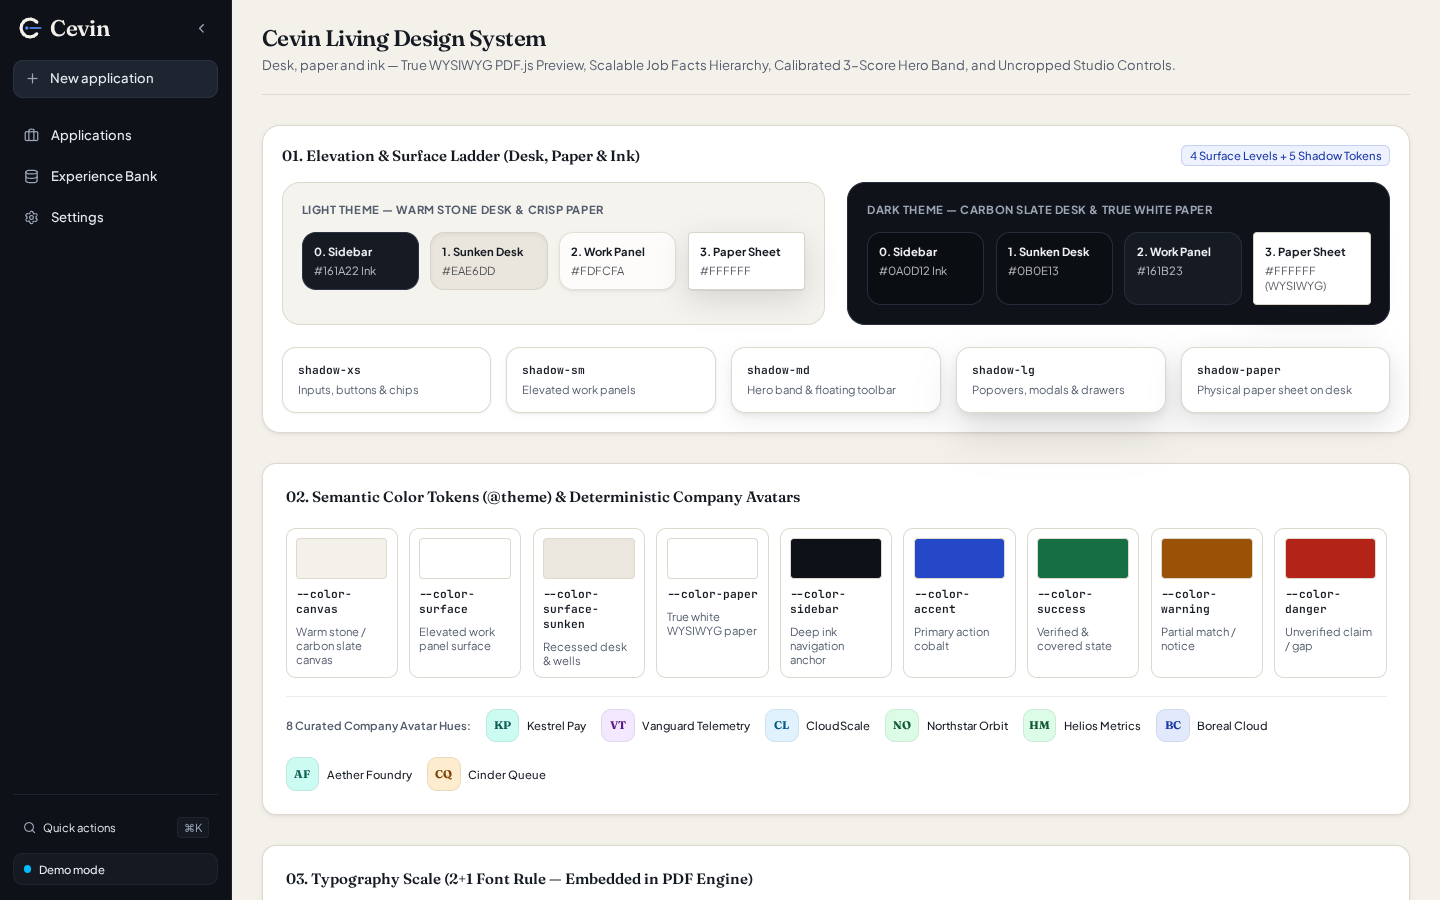 Cevin
New application
Applications
Experience Bank
Settings
Quick actions
⌘K
Demo mode
Cevin Living Design System
Desk, paper and ink — True WYSIWYG PDF.js Preview, Scalable Job Facts Hierarchy, Calibrated 3-Score Hero Band, and Uncropped Studio Controls.
01. Elevation & Surface Ladder (Desk, Paper & Ink)
4 Surface Levels + 5 Shadow Tokens
LIGHT THEME — WARM STONE DESK & CRISP PAPER
0. Sidebar
#161A22 Ink
1. Sunken Desk
#EAE6DD
2. Work Panel
#FDFCFA
3. Paper Sheet
#FFFFFF
DARK THEME — CARBON SLATE DESK & TRUE WHITE PAPER
0. Sidebar
#0A0D12 Ink
1. Sunken Desk
#0B0E13
2. Work Panel
#161B23
3. Paper Sheet
#FFFFFF
(WYSIWYG)
shadow-xs
Inputs, buttons & chips
shadow-sm
Elevated work panels
shadow-md
Hero band & floating toolbar
shadow-lg
Popovers, modals & drawers
shadow-paper
Physical paper sheet on desk
02. Semantic Color Tokens (@theme) & Deterministic Company Avatars
--color-
canvas
Warm stone /
carbon slate
canvas
--color-
surface
Elevated work
panel surface
--color-
surface-
sunken
Recessed desk
& wells
--color-paper
True white
WYSIWYG paper
--color-
sidebar
Deep ink
navigation
anchor
--color-
accent
Primary action
cobalt
--color-
success
Verified &
covered state
--color-
warning
Partial match /
notice
--color-
danger
Unverified claim
/ gap
8 Curated Company Avatar Hues:
KP Kestrel Pay
VT Vanguard Telemetry
CL CloudScale
NO Northstar Orbit
HM Helios Metrics
BC Boreal Cloud
AF Aether Foundry
CQ Cinder Queue
03. Typography Scale (2+1 Font Rule — Embedded in PDF Engine)